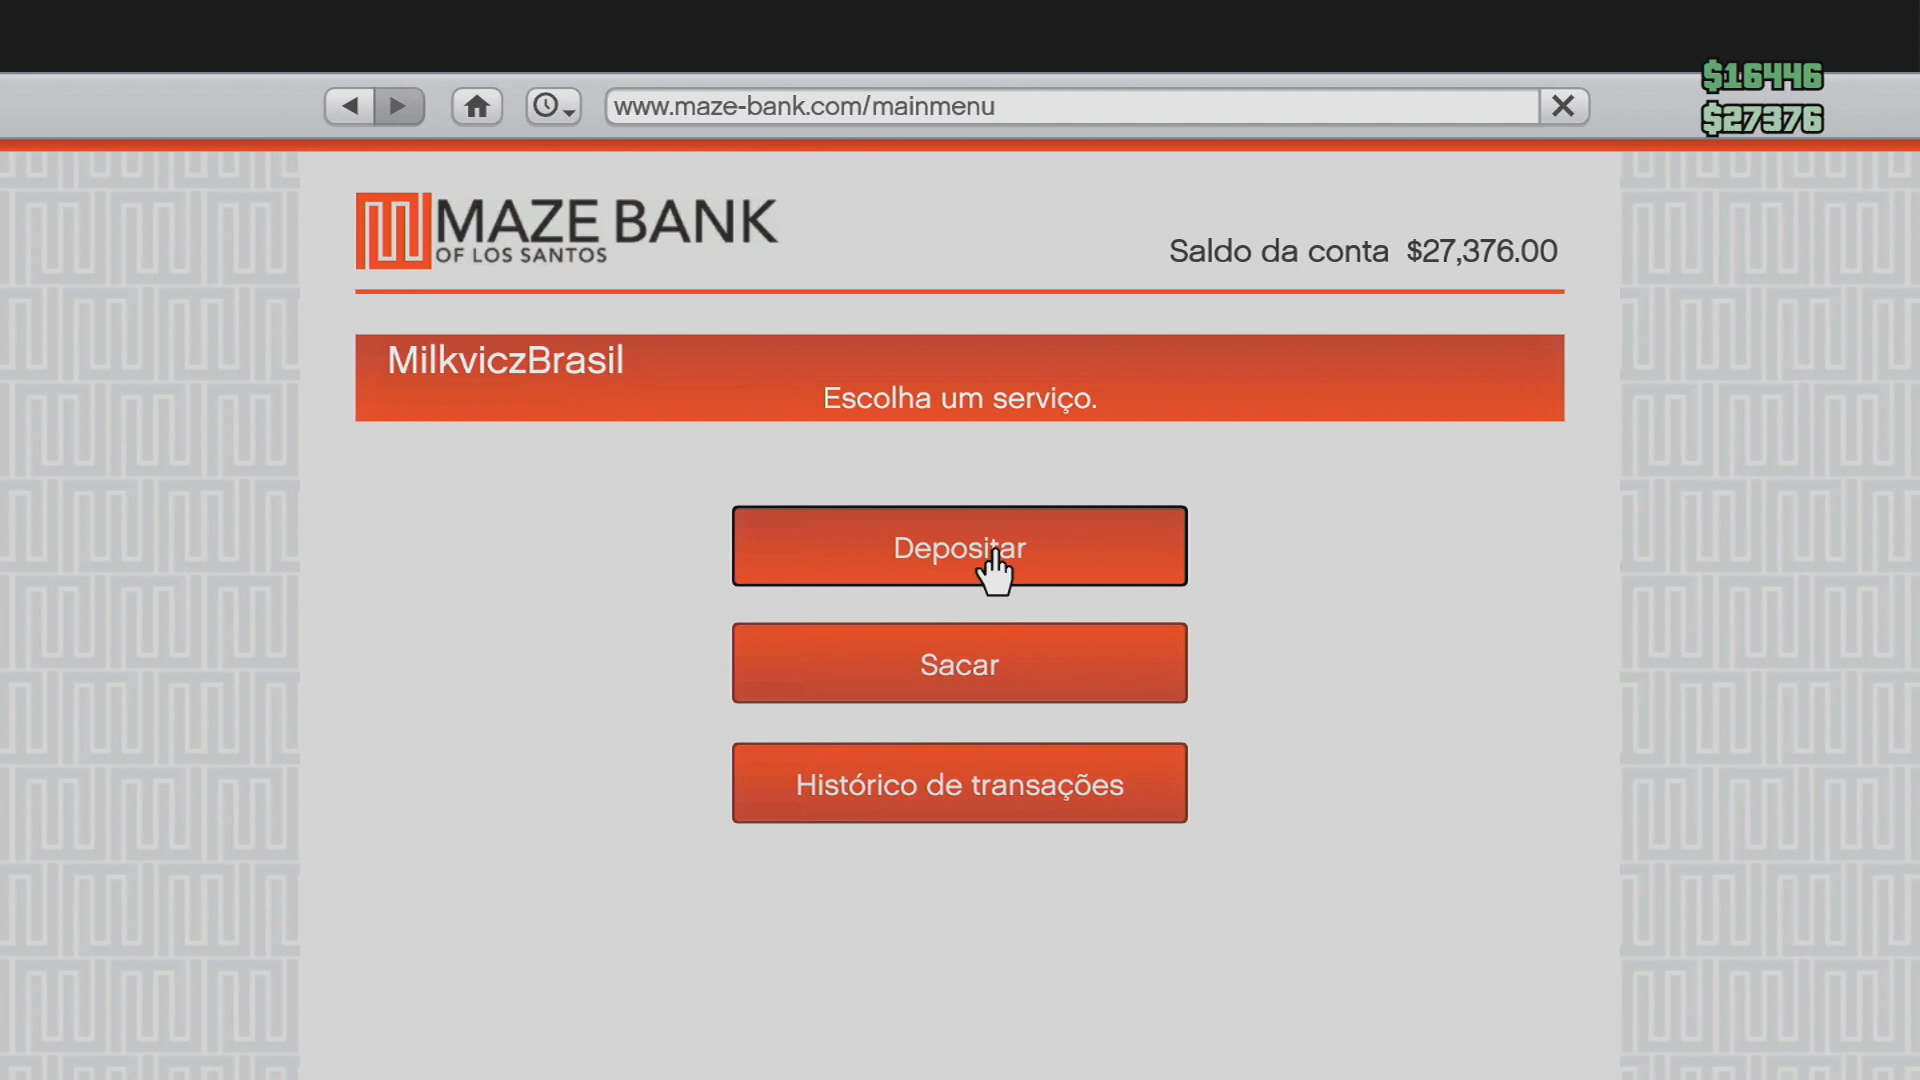 $16446
www.maze-bank.com/mainmenu
$27376
MAZE BANK
OF LOS SANTOS
Saldo da conta $27,376.00
MilkviczBrasil
Escolha um serviço.
Depositar
Sacar
Histórico de transações